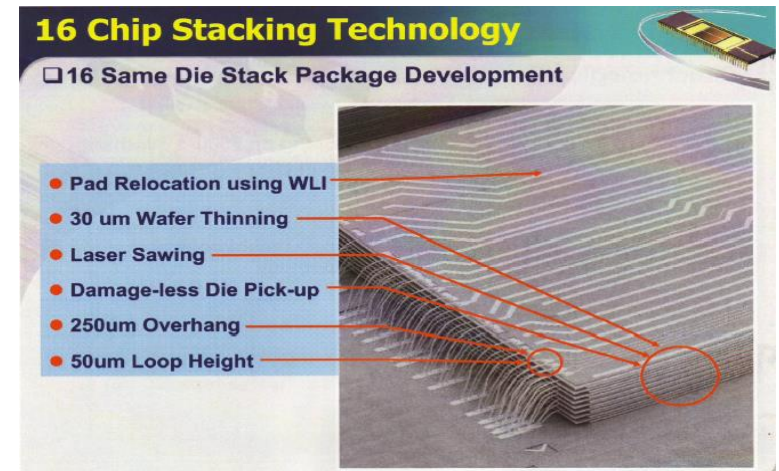 16 Chip Stacking Technology
❑16 Same Die Stack Package Development
● Pad Relocation using WLI
● 30 um Wafer Thinning
● Laser Sawing
● Damage-less Die Pick-up
● 250um Overhang
● 50um Loop Height